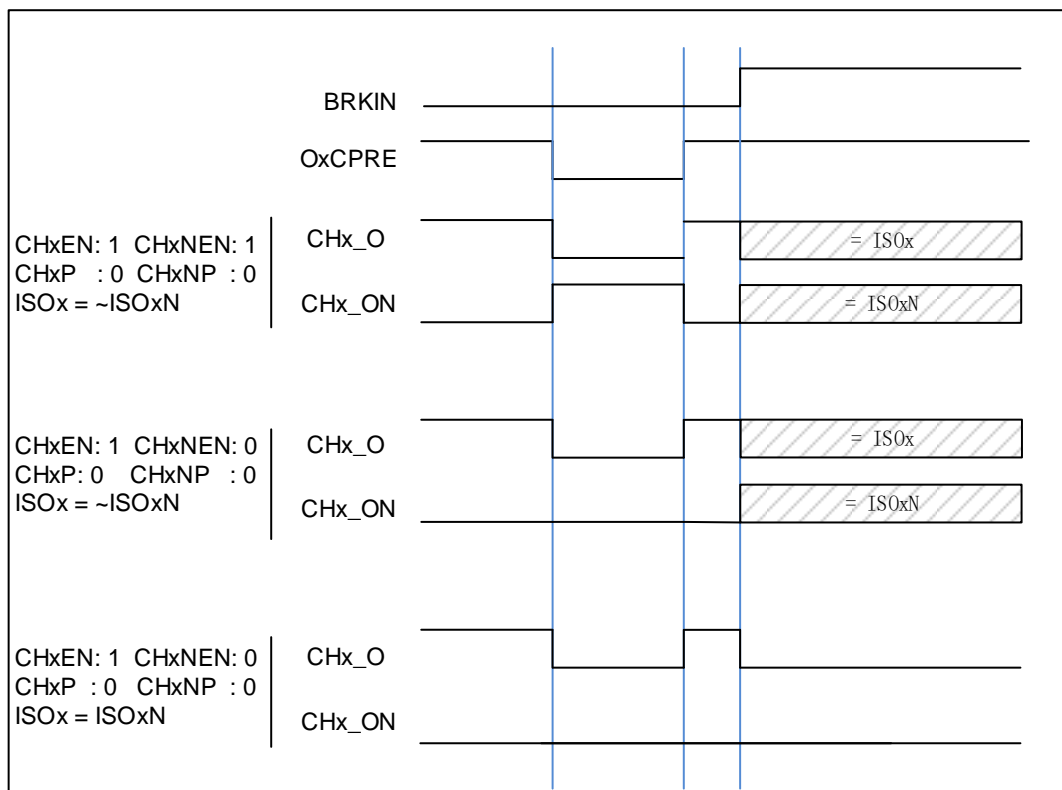 BRKIN
OxCPRE
CHxEN: 1 CHxNEN: 1
CHxP : 0 CHxNP : 0
ISOx = ~ISOxN
CHx_O
= ISOx
CHx_ON
= ISOxN
CHxEN: 1 CHxNEN: 0
CHxP: 0 CHxNP : 0
ISOx = ~ISOxN
CHx_O
= ISOx
CHx_ON
= ISOxN
CHxEN: 1 CHxNEN: 0
CHxP : 0 CHxNP : 0
ISOx = ISOxN
CHx_O
CHx_ON